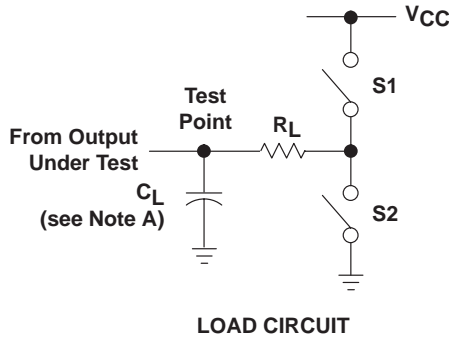 VCC
S1
Test
Point
RL
From Output
Under Test
CL
(see Note A)
S2
LOAD CIRCUIT